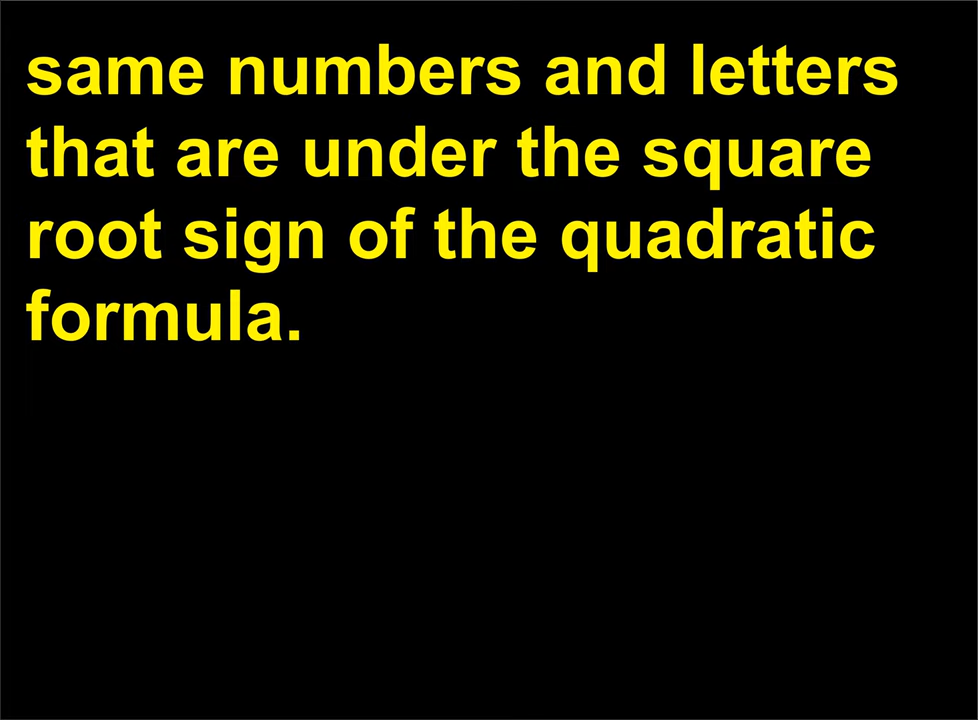 same numbers and letters
that are under the square
root sign of the quadratic
formula.